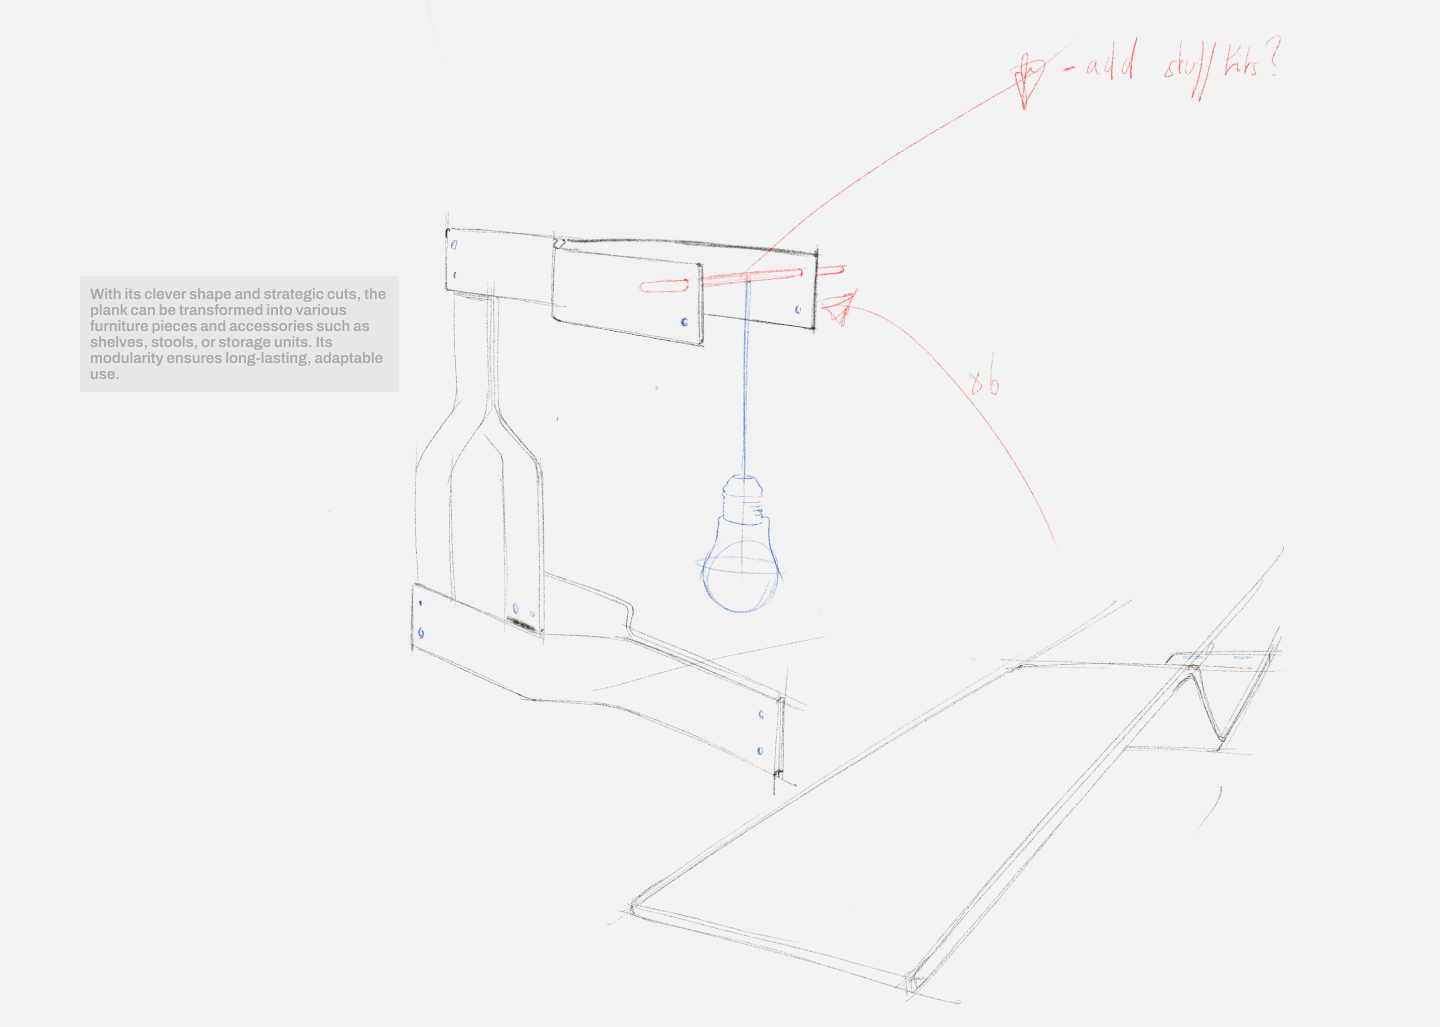 - add stuff/kits?
With its clever shape and strategic cuts, the
plank can be transformed into various
furniture pieces and accessories such as
shelves, stools, or storage units. Its
modularity ensures long-lasting, adaptable
use.
x6